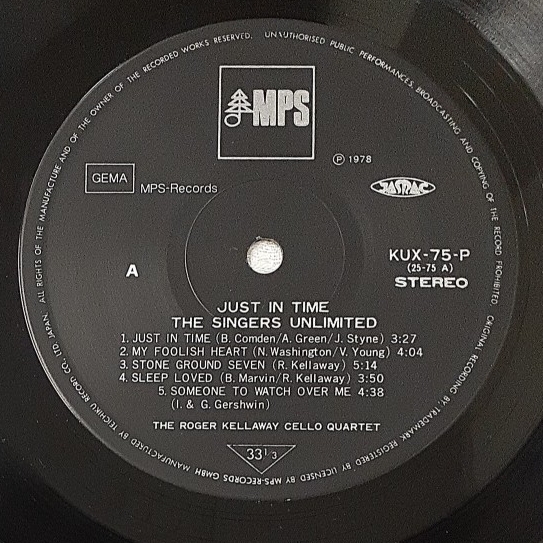 ALL RIGHTS OF THE MANUFACTURE AND OF THE OWNER OF THE RECORDED WORKS RESERVED. UNAUTHORISED PUBLIC PERFORMANCES, BROADCASTING AND COPYING OF THE RECORD PROHIBITED.
MPS
℗ 1978
GEMA
MPS-Records
JASRAC
A
KUX-75-P
(25-75 A)
STEREO
JUST IN TIME
THE SINGERS UNLIMITED
1. JUST IN TIME (B. Comden/A. Green/J. Styne) 3:27
2. MY FOOLISH HEART (N. Washington/V. Young) 4:04
3. STONE GROUND SEVEN (R. Kellaway) 5:14
4. SLEEP LOVED (B. Marvin/R. Kellaway) 3:50
5. SOMEONE TO WATCH OVER ME 4:38
(I. & G. Gershwin)
THE ROGER KELLAWAY CELLO QUARTET
33 1/3
MANUFACTURED BY TEICHIKU RECORD CO., LTD. JAPAN. ORIGINAL RECORDING BY TRADEMARK REGISTERED BY LICENSED BY MPS-RECORDS GMBH